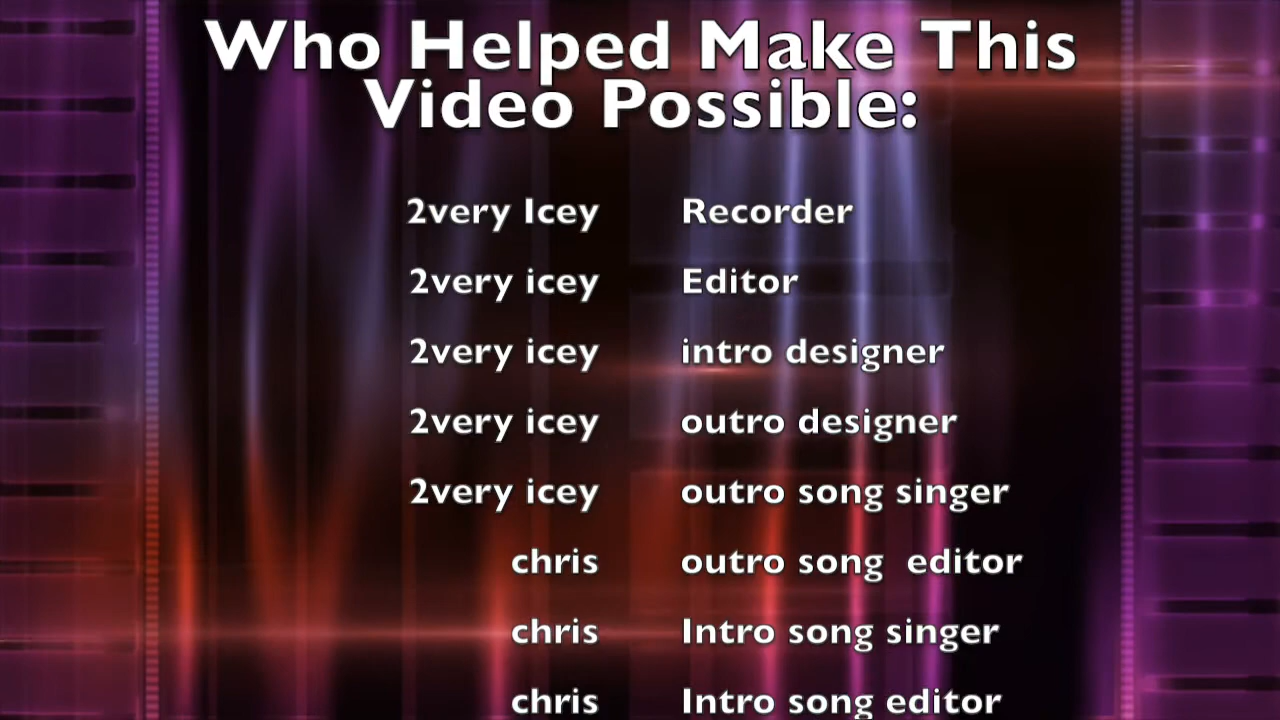 Who Helped Make This
Video Possible:
2very Icey Recorder
2very icey Editor
2very icey intro designer
2very icey outro designer
2very icey outro song singer
chris outro song  editor
chris Intro song singer
chris Intro song editor